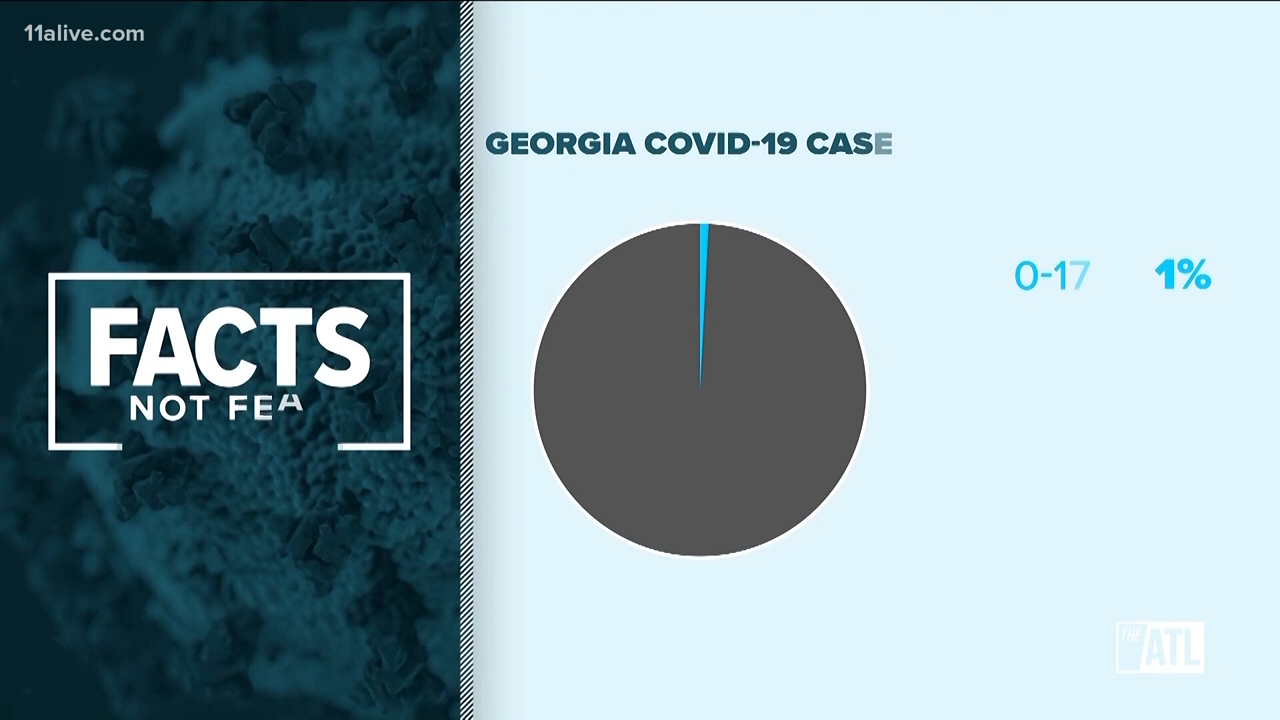 11alive.com
FACTS
NOT FEA
GEORGIA COVID-19 CASE
0-17 1%
THE ATL